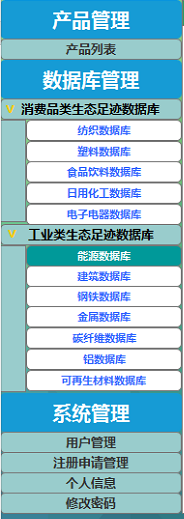 产品管理
产品列表
数据库管理
消费品类生态足迹数据库
纺织数据库
塑料数据库
食品饮料数据库
日用化工数据库
电子电器数据库
工业类生态足迹数据库
能源数据库
建筑数据库
钢铁数据库
金属数据库
碳纤维数据库
铝数据库
可再生材料数据库
系统管理
用户管理
注册申请管理
个人信息
修改密码